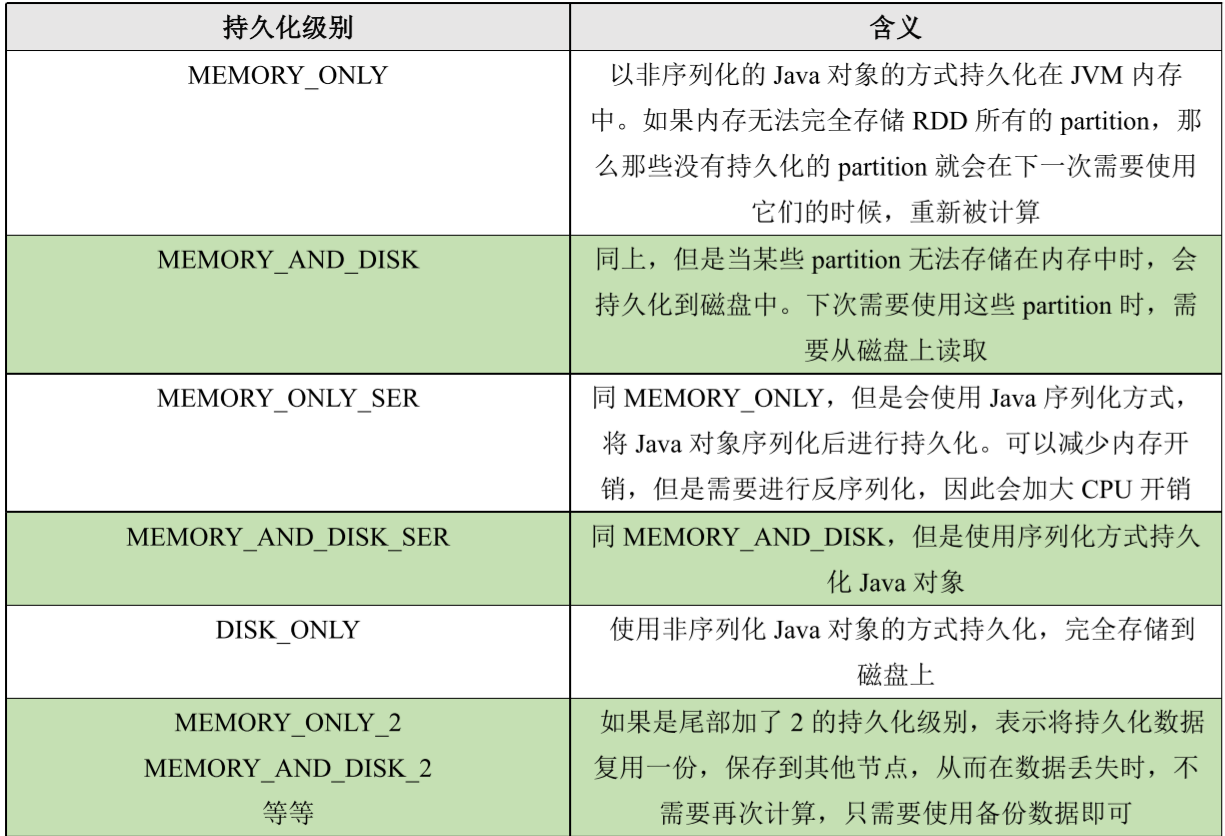 持久化级别
含义
MEMORY_ONLY
以非序列化的 Java 对象的方式持久化在 JVM 内存
中。如果内存无法完全存储 RDD 所有的 partition，那
么那些没有持久化的 partition 就会在下一次需要使用
它们的时候，重新被计算
MEMORY_AND_DISK
同上，但是当某些 partition 无法存储在内存中时，会
持久化到磁盘中。下次需要使用这些 partition 时，需
要从磁盘上读取
MEMORY_ONLY_SER
同 MEMORY_ONLY，但是会使用 Java 序列化方式，
将 Java 对象序列化后进行持久化。可以减少内存开
销，但是需要进行反序列化，因此会加大 CPU 开销
MEMORY_AND_DISK_SER
同 MEMORY_AND_DISK，但是使用序列化方式持久
化 Java 对象
DISK_ONLY
使用非序列化 Java 对象的方式持久化，完全存储到
磁盘上
MEMORY_ONLY_2
MEMORY_AND_DISK_2
等等
如果是尾部加了 2 的持久化级别，表示将持久化数据
复用一份，保存到其他节点，从而在数据丢失时，不
需要再次计算，只需要使用备份数据即可